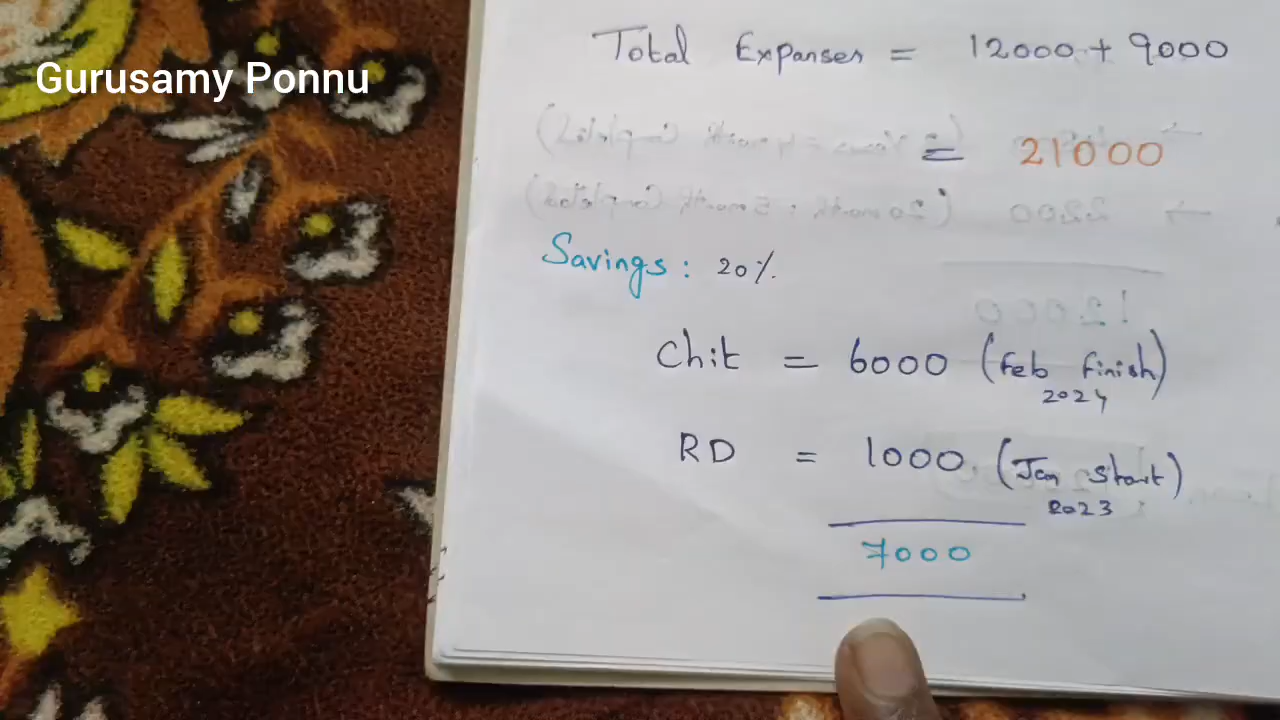 Gurusamy Ponnu
Total Expanses = 12000 + 9000
= 21000
Savings: 20%
Chit = 6000 (Feb finish)
2024
RD = 1000 (Jan start)
2023
7000